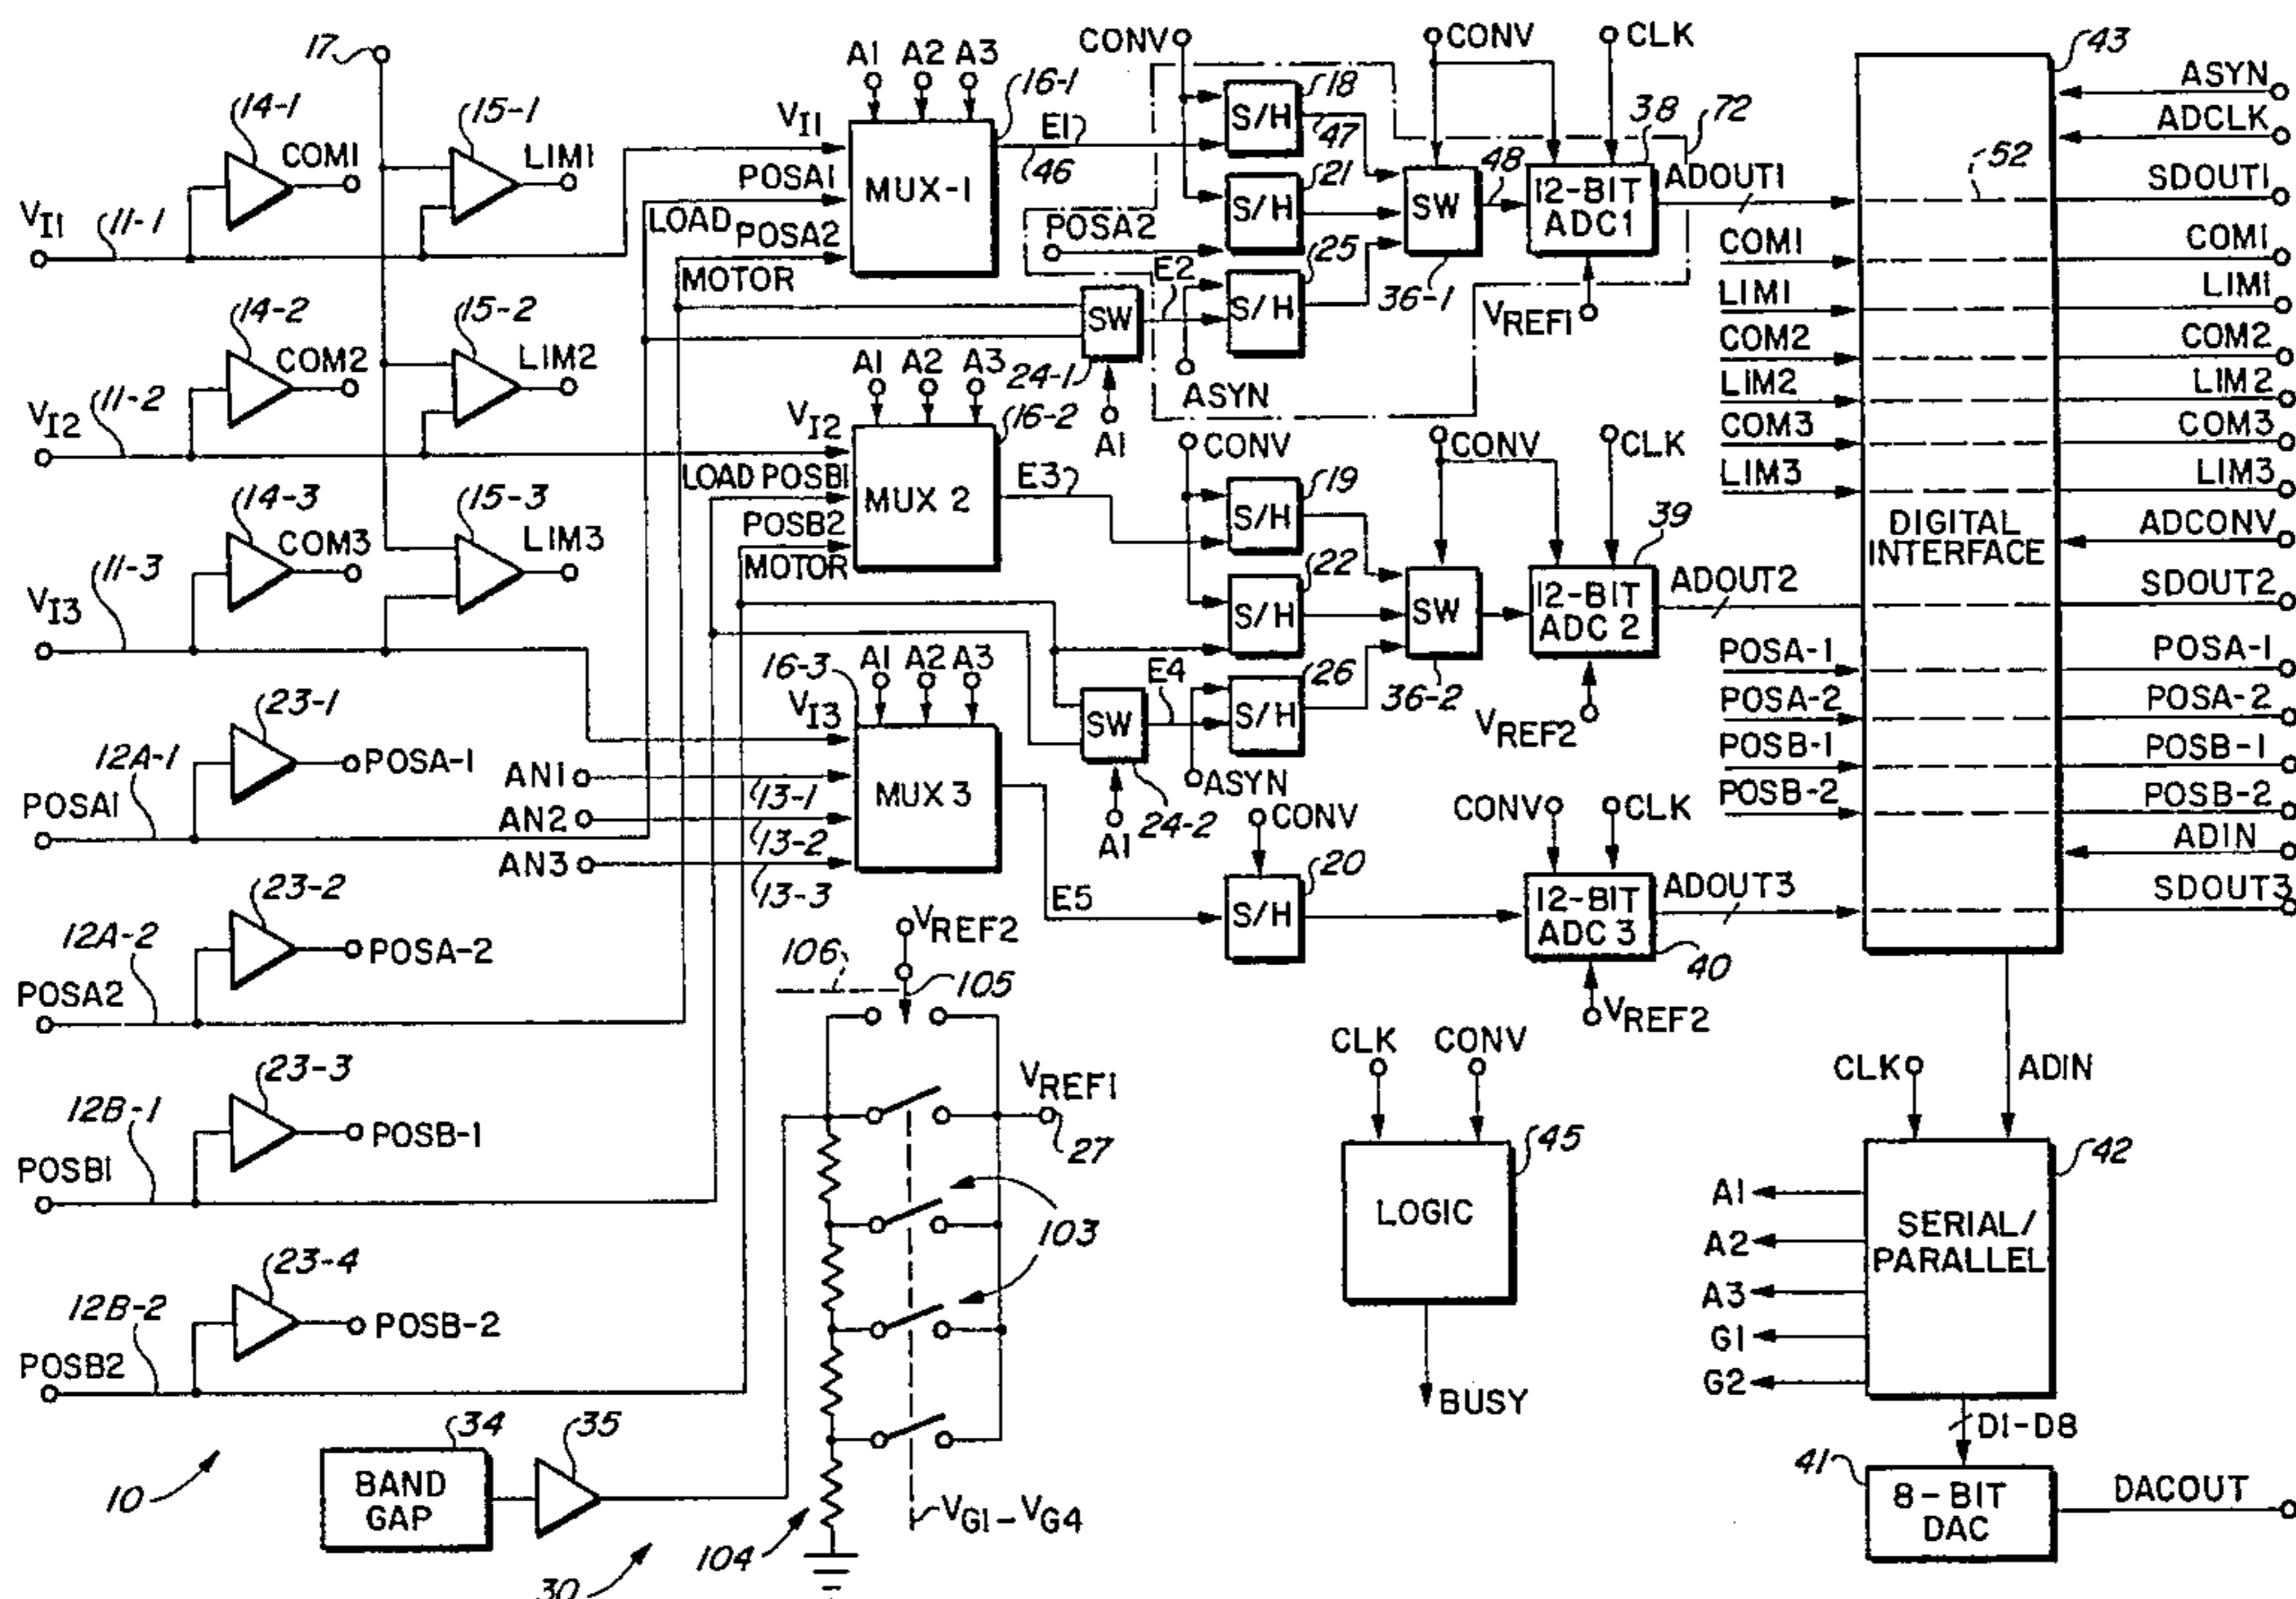 17
A1 A2 A3
CONV
CONV
CLK
43
14-1
COM1
15-1
LIM1
VI1
16-1
E1
46
S/H
18
47
38
72
ASYN
ADCLK
VI1
11-1
LOAD
POSA1
POSA2
MOTOR
MUX-1
POSA2
S/H
21
SW
48
12-BIT
ADC1
ADOUT1
52
SDOUT1
COM1
COM1
E2
S/H
25
36-1
VREF1
LIM1
LIM1
14-2
COM2
15-2
LIM2
SW
24-1
A1
ASYN
COM2
COM2
VI2
11-2
A1 A2 A3
VI2
16-2
LIM2
LIM2
CONV
CONV
CLK
COM3
COM3
14-3
COM3
15-3
LIM3
LOAD POSB1
POSB2
MOTOR
MUX 2
E3
S/H
19
39
LIM3
LIM3
DIGITAL
INTERFACE
ADCONV
VI3
11-3
S/H
22
SW
36-2
12-BIT
ADC 2
ADOUT2
SDOUT2
16-3
A1 A2 A3
VI3
E4
S/H
26
VREF2
POSA-1
POSA-1
POSA-2
POSA-2
23-1
POSA-1
12A-1
POSA1
AN1
13-1
AN2
13-2
AN3
13-3
MUX 3
SW
24-2
A1
ASYN
POSB-1
POSB-1
POSB-2
POSB-2
CONV
CONV
CLK
ADIN
E5
S/H
20
12-BIT
ADC 3
40
ADOUT3
SDOUT3
23-2
POSA-2
12A-2
POSA2
VREF2
106
105
VREF2
CLK
CONV
CLK
ADIN
23-3
POSB-1
12B-1
POSB1
VREF1
27
103
LOGIC
45
BUSY
42
SERIAL/
PARALLEL
A1
A2
A3
G1
G2
23-4
POSB-2
12B-2
POSB2
D1-D8
10
34
BAND
GAP
35
30
104
VG1-VG4
41
8-BIT
DAC
DACOUT